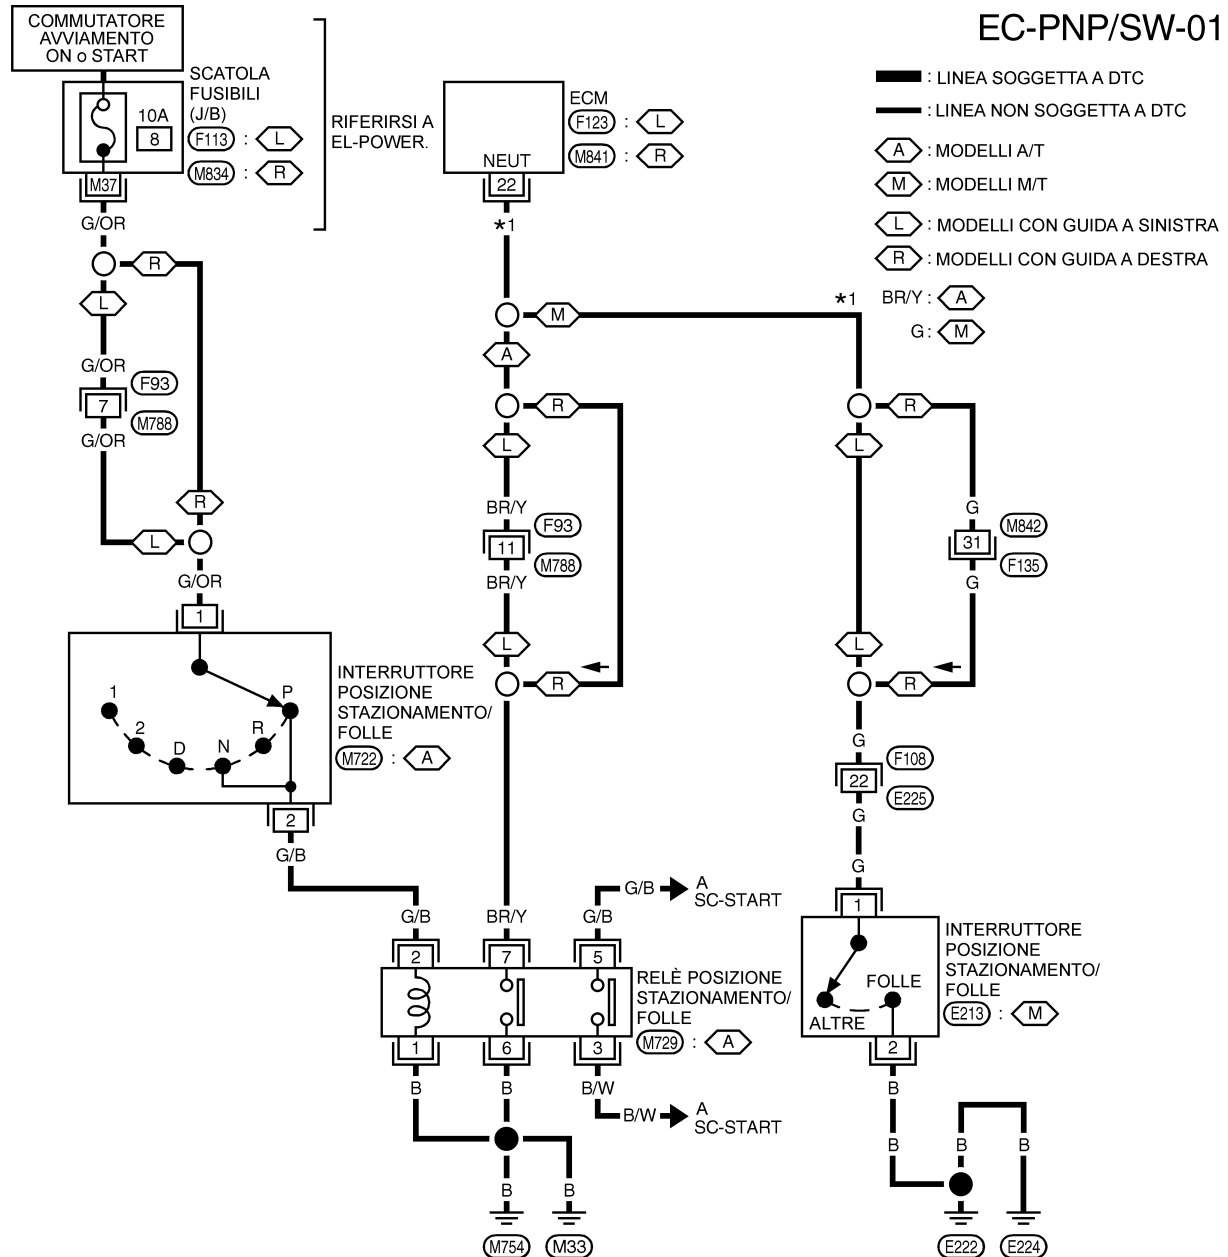 EC-PNP/SW-01
COMMUTATORE
AVVIAMENTO
ON o START
SCATOLA
FUSIBILI
(J/B)
10A
8
F113 : L
M834 : R
M37
RIFERIRSI A
EL-POWER.
ECM
F123 : L
M841 : R
NEUT
22
: LINEA SOGGETTA A DTC
: LINEA NON SOGGETTA A DTC
A : MODELLI A/T
M : MODELLI M/T
L : MODELLI CON GUIDA A SINISTRA
R : MODELLI CON GUIDA A DESTRA
BR/Y : A
G : M
G/OR
R
L
G/OR
7
F93
M788
G/OR
R
L
G/OR
1
★1
M
★1
A
R
L
BR/Y
11
F93
M788
BR/Y
L
R
R
L
G
31
M842
F135
G
L
R
G
22
F108
E225
G
G
1
INTERRUTTORE
POSIZIONE
STAZIONAMENTO/
FOLLE
M722 : A
1
2
D
N
R
P
2
G/B
G/B
BR/Y
G/B
G/B
A
SC-START
2
7
5
RELÈ POSIZIONE
STAZIONAMENTO/
FOLLE
M729 : A
1
6
3
B
B
B/W
B/W
A
SC-START
B
B
M754
M33
INTERRUTTORE
POSIZIONE
STAZIONAMENTO/
FOLLE
E213 : M
FOLLE
ALTRE
2
B
B
B
B
E222
E224